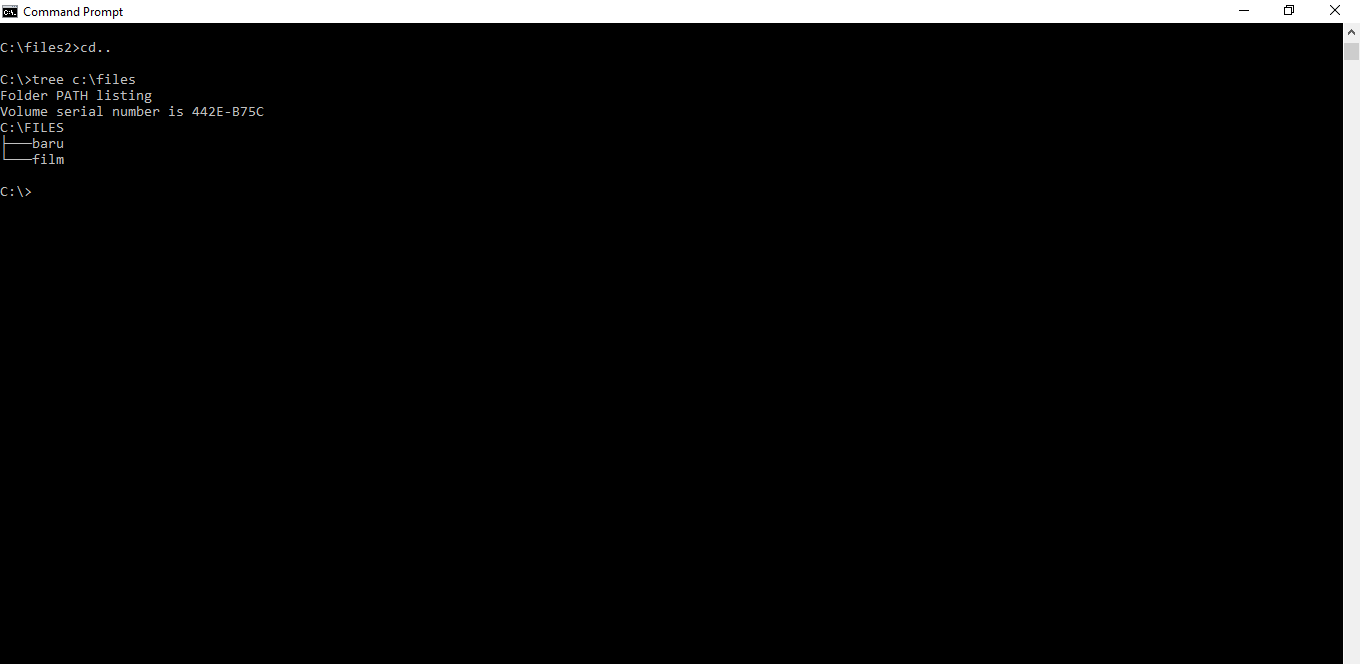 Command Prompt
C:\files2>cd..
C:\>tree c:\files
Folder PATH listing
Volume serial number is 442E-B75C
C:\FILES
├───baru
└───film
C:\>